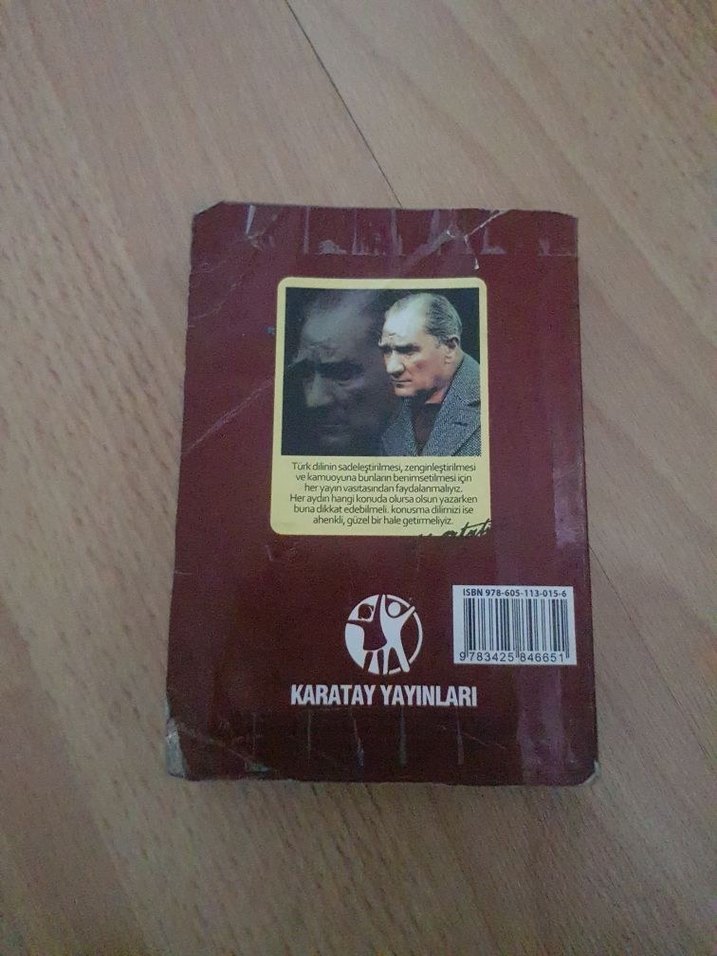 Türk dilinin sadeleştirilmesi, zenginleştirilmesi
ve kamuoyuna bunların benimsetilmesi için
her yayın vasıtasından faydalanmalıyız.
Her aydın hangi konuda olursa olsun yazarken
buna dikkat edebilmeli. konusma dilimizi ise
ahenkli, güzel bir hale getirmeliyiz.
ISBN 978-605-113-015-6
9783425846651
KARATAY YAYINLARI